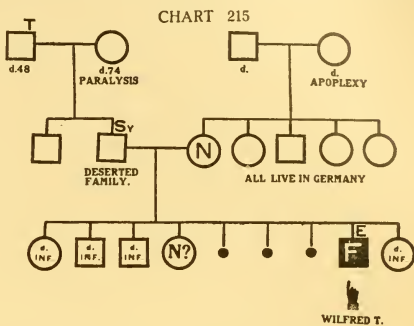 CHART 215
T
d.48
d.74
PARALYSIS
d.
d.
APOPLEXY
SY
N
DESERTED
FAMILY.
ALL LIVE IN GERMANY
d.
INF.
d.
INF.
d.
INF.
N?
E
F
d.
INF.
WILFRED T.